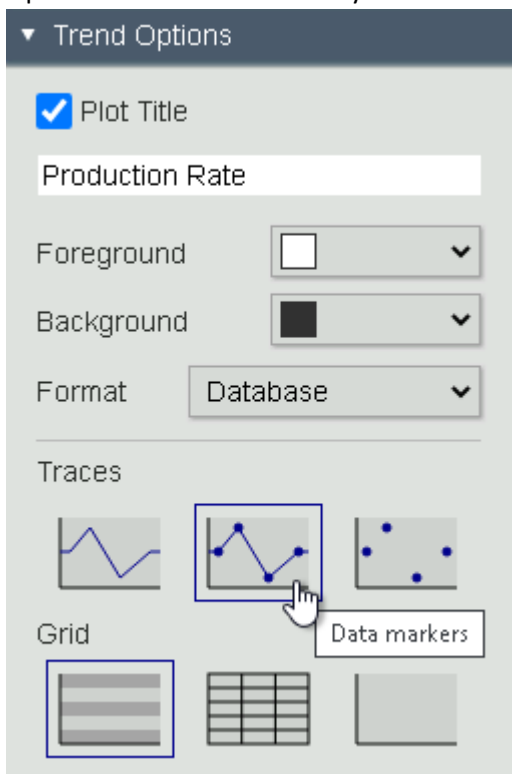 Trend Options
Plot Title
Production Rate
Foreground
Background
Format Database
Traces
Data markers
Grid